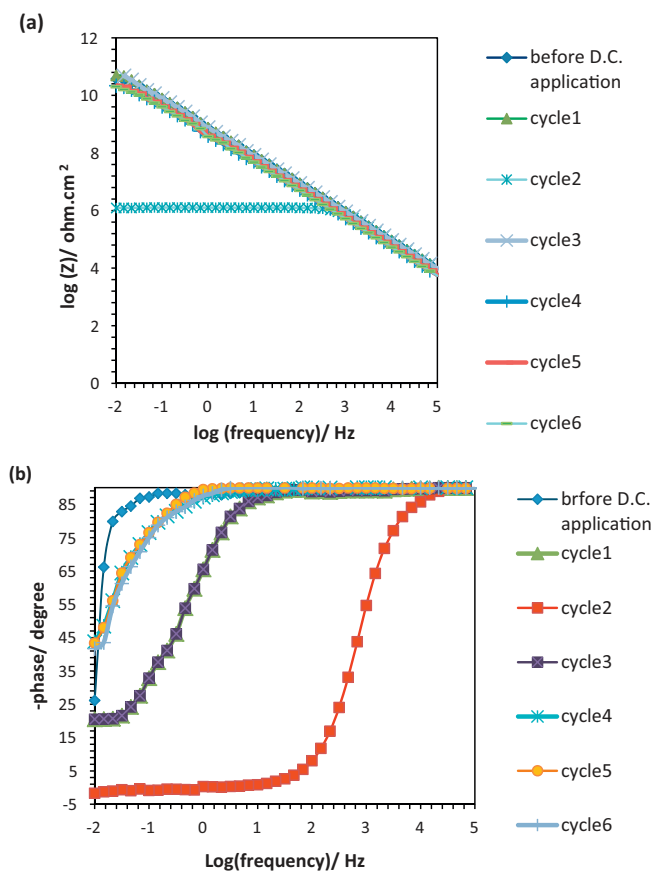 (a)
12
10
8
6
4
2
0
log (Z)/ ohm.cm 2
-2 -1 0 1 2 3 4 5
log (frequency)/ Hz
before D.C.
application
cycle1
cycle2
cycle3
cycle4
cycle5
cycle6
(b)
85
75
65
55
45
35
25
15
5
-5
-phase/ degree
-2 -1 0 1 2 3 4 5
Log(frequency)/ Hz
brfore D.C.
application
cycle1
cycle2
cycle3
cycle4
cycle5
cycle6